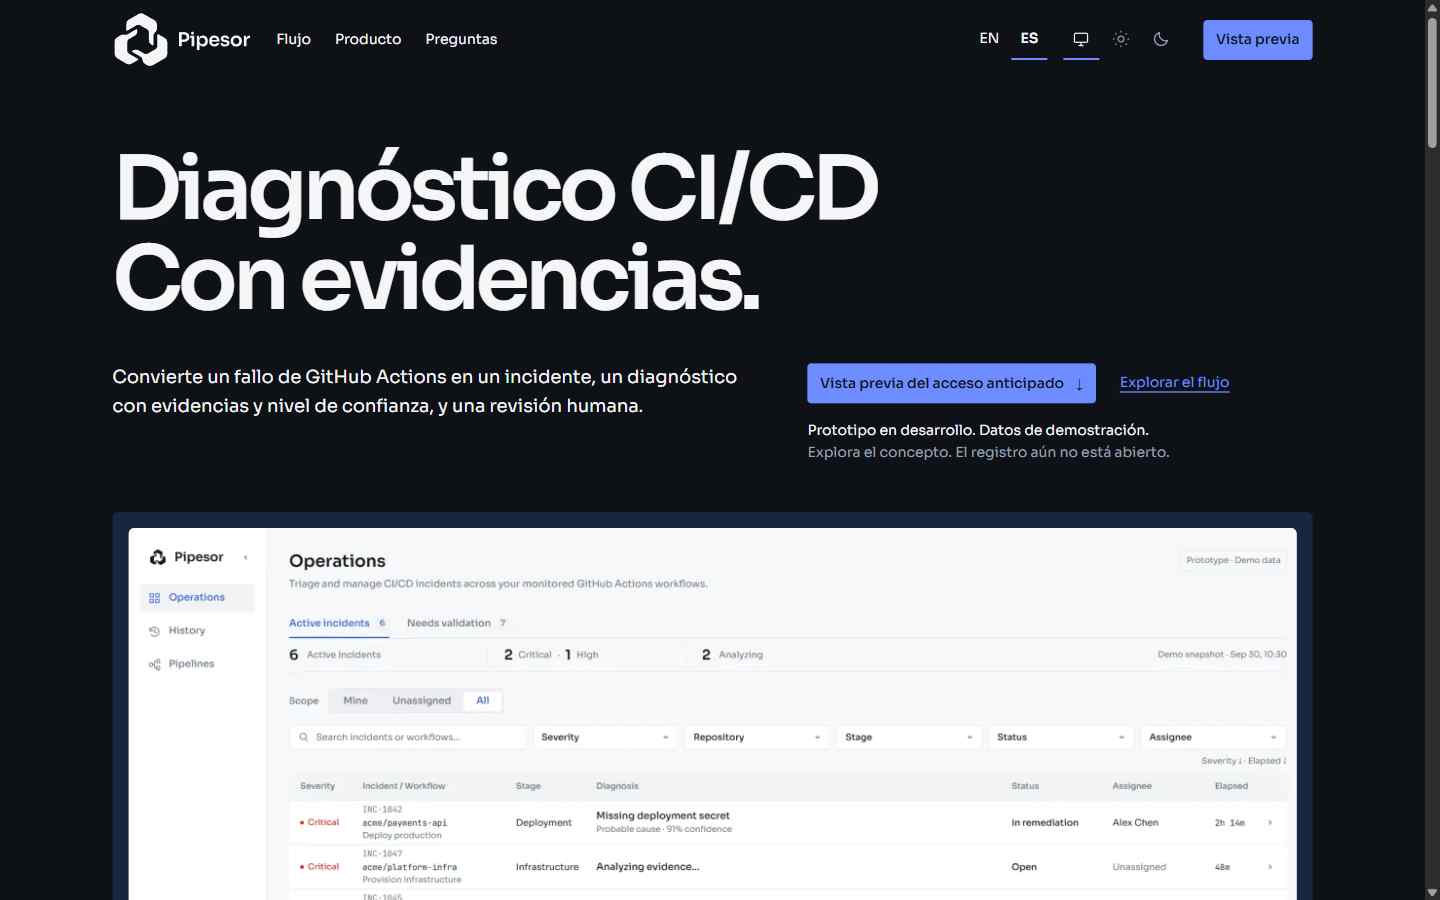 Pipesor
Flujo
Producto
Preguntas
EN
ES
Vista previa
Diagnóstico CI/CD
Con evidencias.
Convierte un fallo de GitHub Actions en un incidente, un diagnóstico
con evidencias y nivel de confianza, y una revisión humana.
Vista previa del acceso anticipado ↓
Explorar el flujo
Prototipo en desarrollo. Datos de demostración.
Explora el concepto. El registro aún no está abierto.
Pipesor
Operations
History
Pipelines
Operations
Prototype · Demo data
Triage and manage CI/CD incidents across your monitored GitHub Actions workflows.
Active incidents 6
Needs validation 7
6 Active Incidents
2 Critical · 1 High
2 Analyzing
Demo snapshot · Sep 30, 10:30
Scope
Mine
Unassigned
All
Search incidents or workflows...
Severity
Repository
Stage
Status
Assignee
Severity ↓ · Elapsed ↓
Severity
Incident / Workflow
Stage
Diagnosis
Status
Assignee
Elapsed
Critical
INC-1042
acme/payments-api
Deploy production
Deployment
Missing deployment secret
Probable cause · 91% confidence
In remediation
Alex Chen
2h 14m
Critical
INC-1047
acme/platform-infra
Provision Infrastructure
Infrastructure
Analyzing evidence...
Open
Unassigned
48m
INC-1045